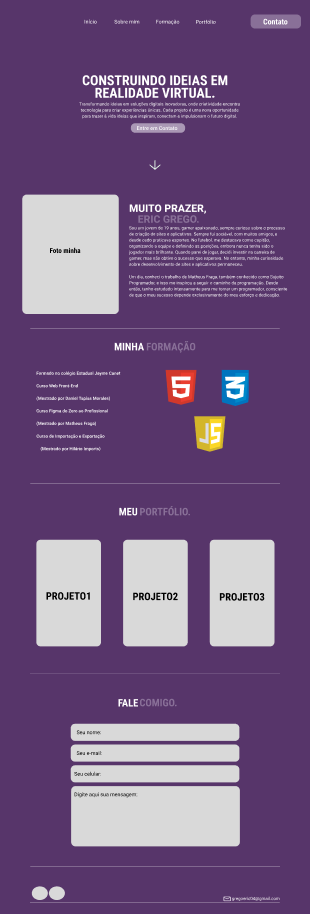 Início Sobre mim Formação Portfólio Contato
CONSTRUINDO IDEIAS EM
REALIDADE VIRTUAL.
Transformando ideias em soluções digitais inovadoras, onde criatividade encontra
tecnologia para criar experiências únicas. Cada projeto é uma nova oportunidade
para trazer à vida ideias que inspiram, conectam e impulsionam o futuro digital.
Entre em Contato
Foto minha
MUITO PRAZER,
ERIC GREGO.
Sou um jovem de 19 anos, gamer apaixonado, sempre curioso sobre o processo
de criação de sites e aplicativos. Sempre fui sociável, com muitos amigos, e
desde cedo praticava esportes. No futebol, me destacava como capitão,
organizando a equipe e definindo as posições, embora nunca tenha sido o
jogador mais brilhante. Quando parei de jogar, decidi investir na carreira de
gamer, mas não obtive o sucesso que esperava. No entanto, minha curiosidade
sobre desenvolvimento de sites e aplicativos permaneceu.
Um dia, conheci o trabalho de Matheus Fraga, também conhecido como Sujeito
Programador, e isso me inspirou a seguir o caminho da programação. Desde
então, tenho estudado intensamente para me tornar um programador, consciente
de que o meu sucesso depende exclusivamente do meu esforço e dedicação.
MINHA FORMAÇÃO
Formado no colégio Estadual Jayme Canet
Curso Web Front-End
(Mestrado por Daniel Tapias Morales)
Curso Figma do Zero ao Profissional
(Mestrado por Matheus Fraga)
Curso de Importação e Exportação
(Mestrado por Hilário Imports)
5
3
JS
MEU PORTFÓLIO.
PROJETO1 PROJETO2 PROJETO3
FALE COMIGO.
Seu nome:
Seu e-mail:
Seu celular:
Digite aqui sua mensagem: